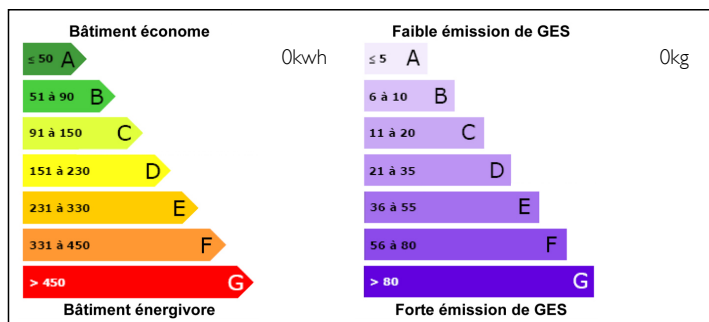 Bâtiment économe
0kwh
≤ 50 A
51 à 90 B
91 à 150 C
151 à 230 D
231 à 330 E
331 à 450 F
> 450 G
Bâtiment énergivore
Faible émission de GES
0kg
≤ 5 A
6 à 10 B
11 à 20 C
21 à 35 D
36 à 55 E
56 à 80 F
> 80 G
Forte émission de GES